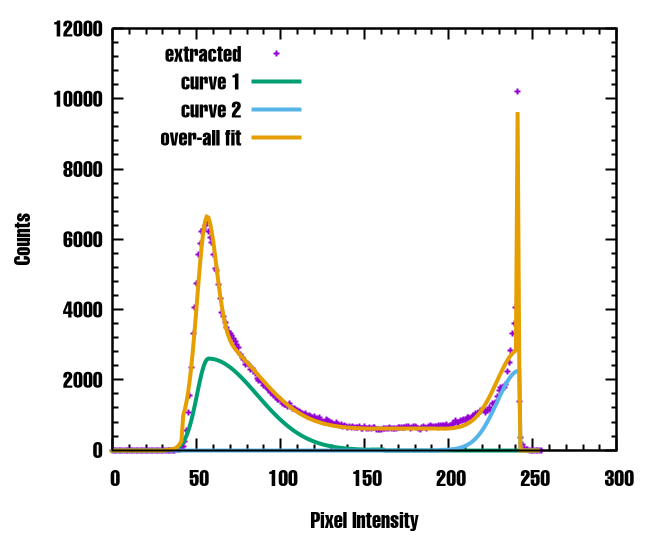 12000
10000
8000
6000
4000
2000
0
Counts
extracted
curve 1
curve 2
over-all fit
0 50 100 150 200 250 300
Pixel Intensity